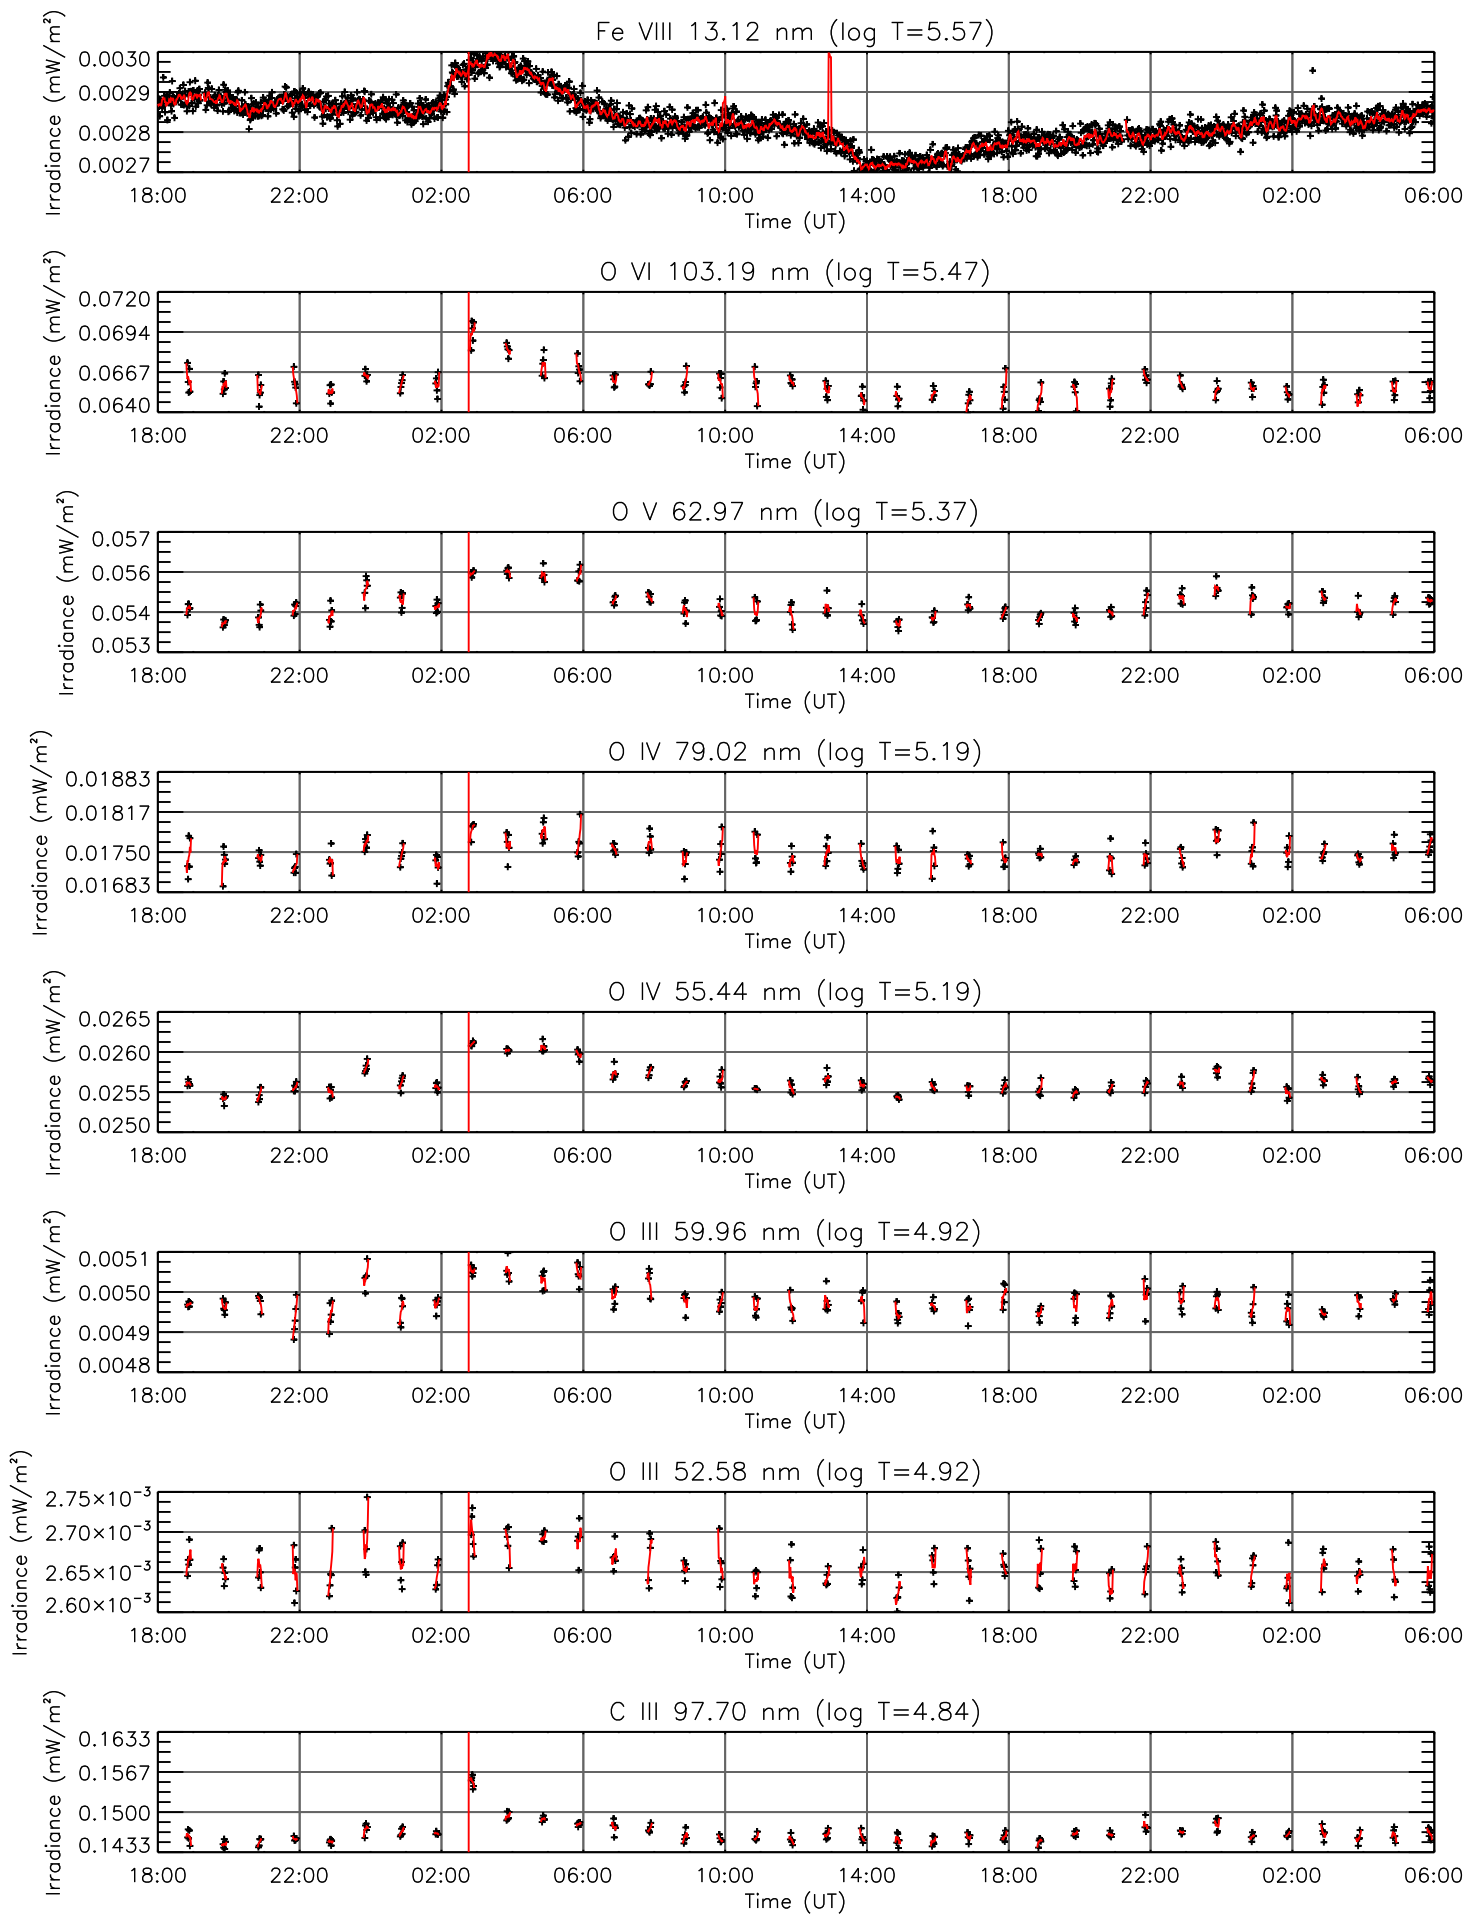 Fe VIII 13.12 nm (log T=5.57)
Irradiance (mW/m²)
0.0030
0.0029
0.0028
0.0027
18:00 22:00 02:00 06:00 10:00 14:00 18:00 22:00 02:00 06:00
Time (UT)
O VI 103.19 nm (log T=5.47)
Irradiance (mW/m²)
0.0720
0.0694
0.0667
0.0640
18:00 22:00 02:00 06:00 10:00 14:00 18:00 22:00 02:00 06:00
Time (UT)
O V 62.97 nm (log T=5.37)
Irradiance (mW/m²)
0.057
0.056
0.054
0.053
18:00 22:00 02:00 06:00 10:00 14:00 18:00 22:00 02:00 06:00
Time (UT)
O IV 79.02 nm (log T=5.19)
Irradiance (mW/m²)
0.01883
0.01817
0.01750
0.01683
18:00 22:00 02:00 06:00 10:00 14:00 18:00 22:00 02:00 06:00
Time (UT)
O IV 55.44 nm (log T=5.19)
Irradiance (mW/m²)
0.0265
0.0260
0.0255
0.0250
18:00 22:00 02:00 06:00 10:00 14:00 18:00 22:00 02:00 06:00
Time (UT)
O III 59.96 nm (log T=4.92)
Irradiance (mW/m²)
0.0051
0.0050
0.0049
0.0048
18:00 22:00 02:00 06:00 10:00 14:00 18:00 22:00 02:00 06:00
Time (UT)
O III 52.58 nm (log T=4.92)
Irradiance (mW/m²)
2.75×10⁻³
2.70×10⁻³
2.65×10⁻³
2.60×10⁻³
18:00 22:00 02:00 06:00 10:00 14:00 18:00 22:00 02:00 06:00
Time (UT)
C III 97.70 nm (log T=4.84)
Irradiance (mW/m²)
0.1633
0.1567
0.1500
0.1433
18:00 22:00 02:00 06:00 10:00 14:00 18:00 22:00 02:00 06:00
Time (UT)